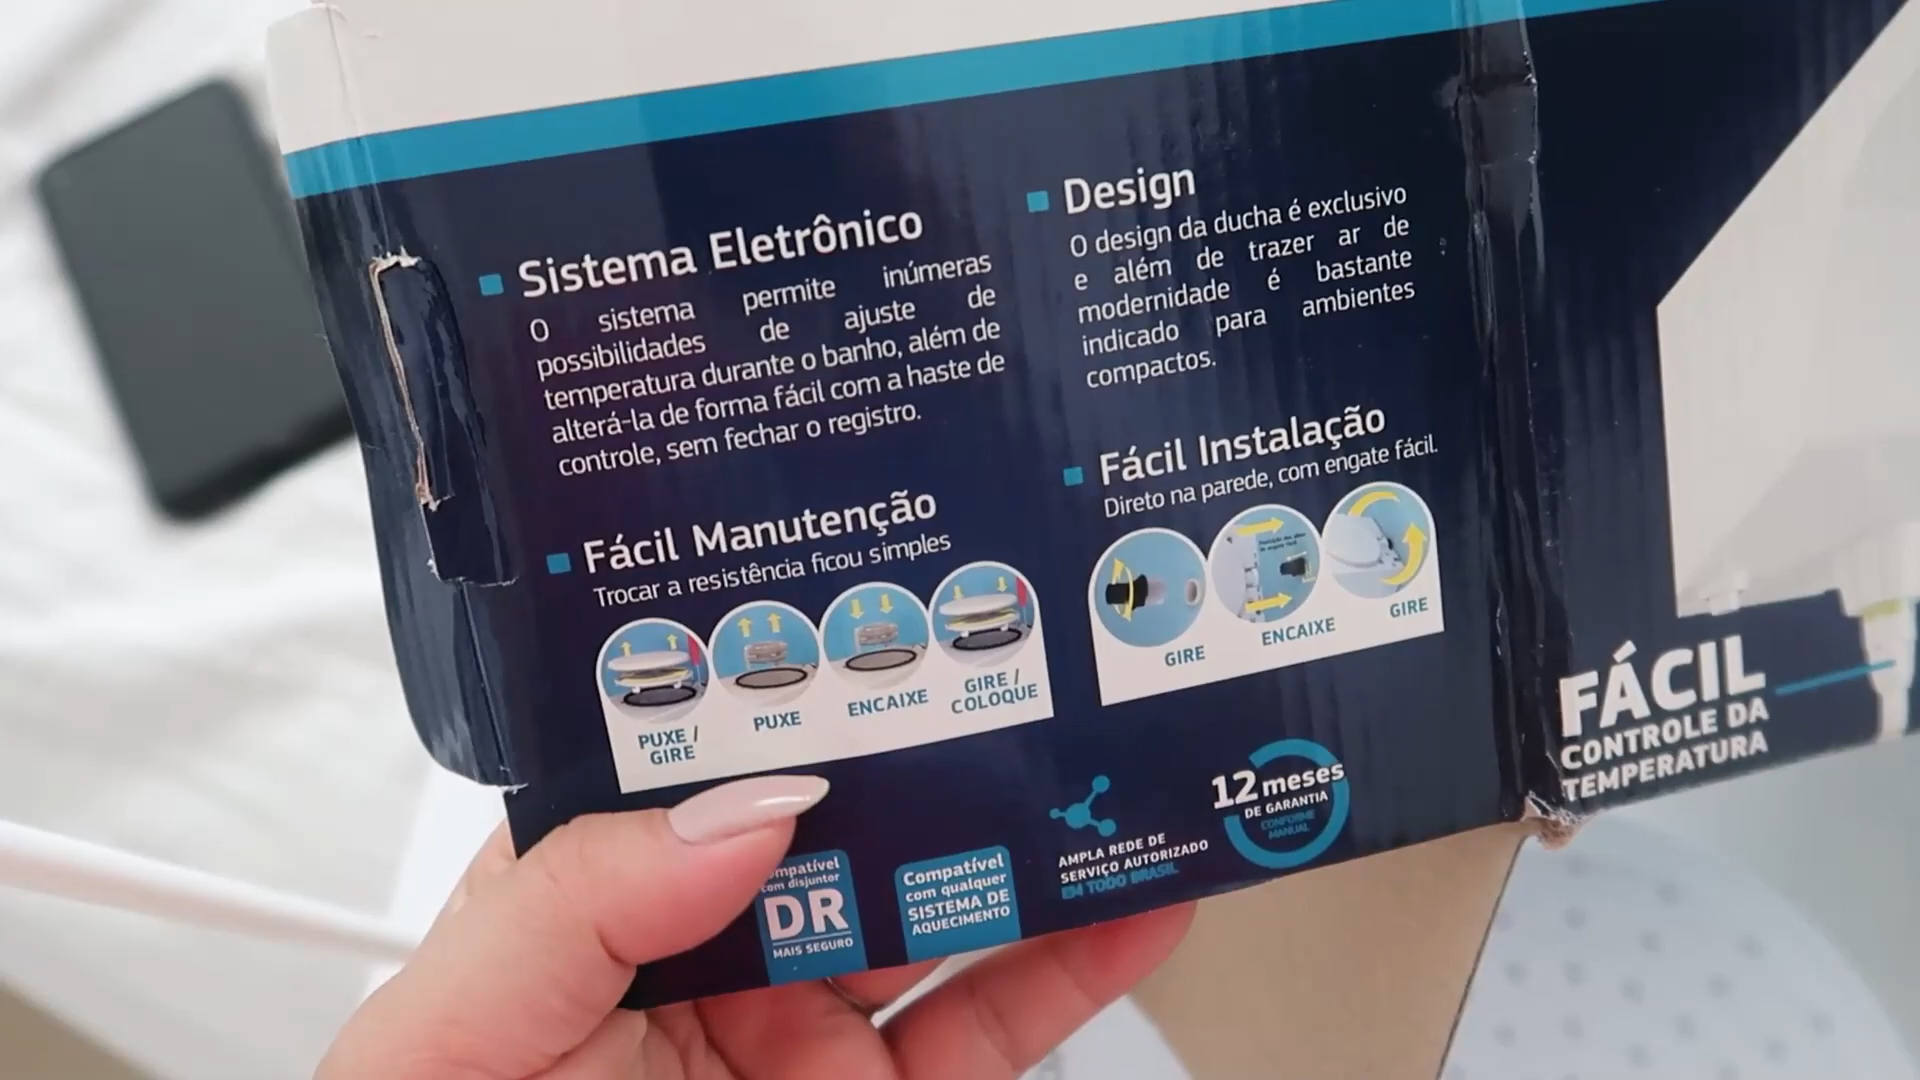 Sistema Eletrônico
O sistema permite inúmeras
possibilidades de ajuste de
temperatura durante o banho, além de
alterá-la de forma fácil com a haste de
controle, sem fechar o registro.
Design
O design da ducha é exclusivo
e além de trazer ar de
modernidade é bastante
indicado para ambientes
compactos.
Fácil Manutenção
Trocar a resistência ficou simples
PUXE /
GIRE
PUXE
ENCAIXE
GIRE /
COLOQUE
Fácil Instalação
Direto na parede, com engate fácil.
GIRE
ENCAIXE
GIRE
com disjuntor
DR
MAIS SEGURO
Compatível
com qualquer
SISTEMA DE
AQUECIMENTO
AMPLA REDE DE
SERVIÇO AUTORIZADO
EM TODO BRASIL
12 meses
DE GARANTIA
CONFORME
MANUAL
FÁCIL
CONTROLE DA
TEMPERATURA